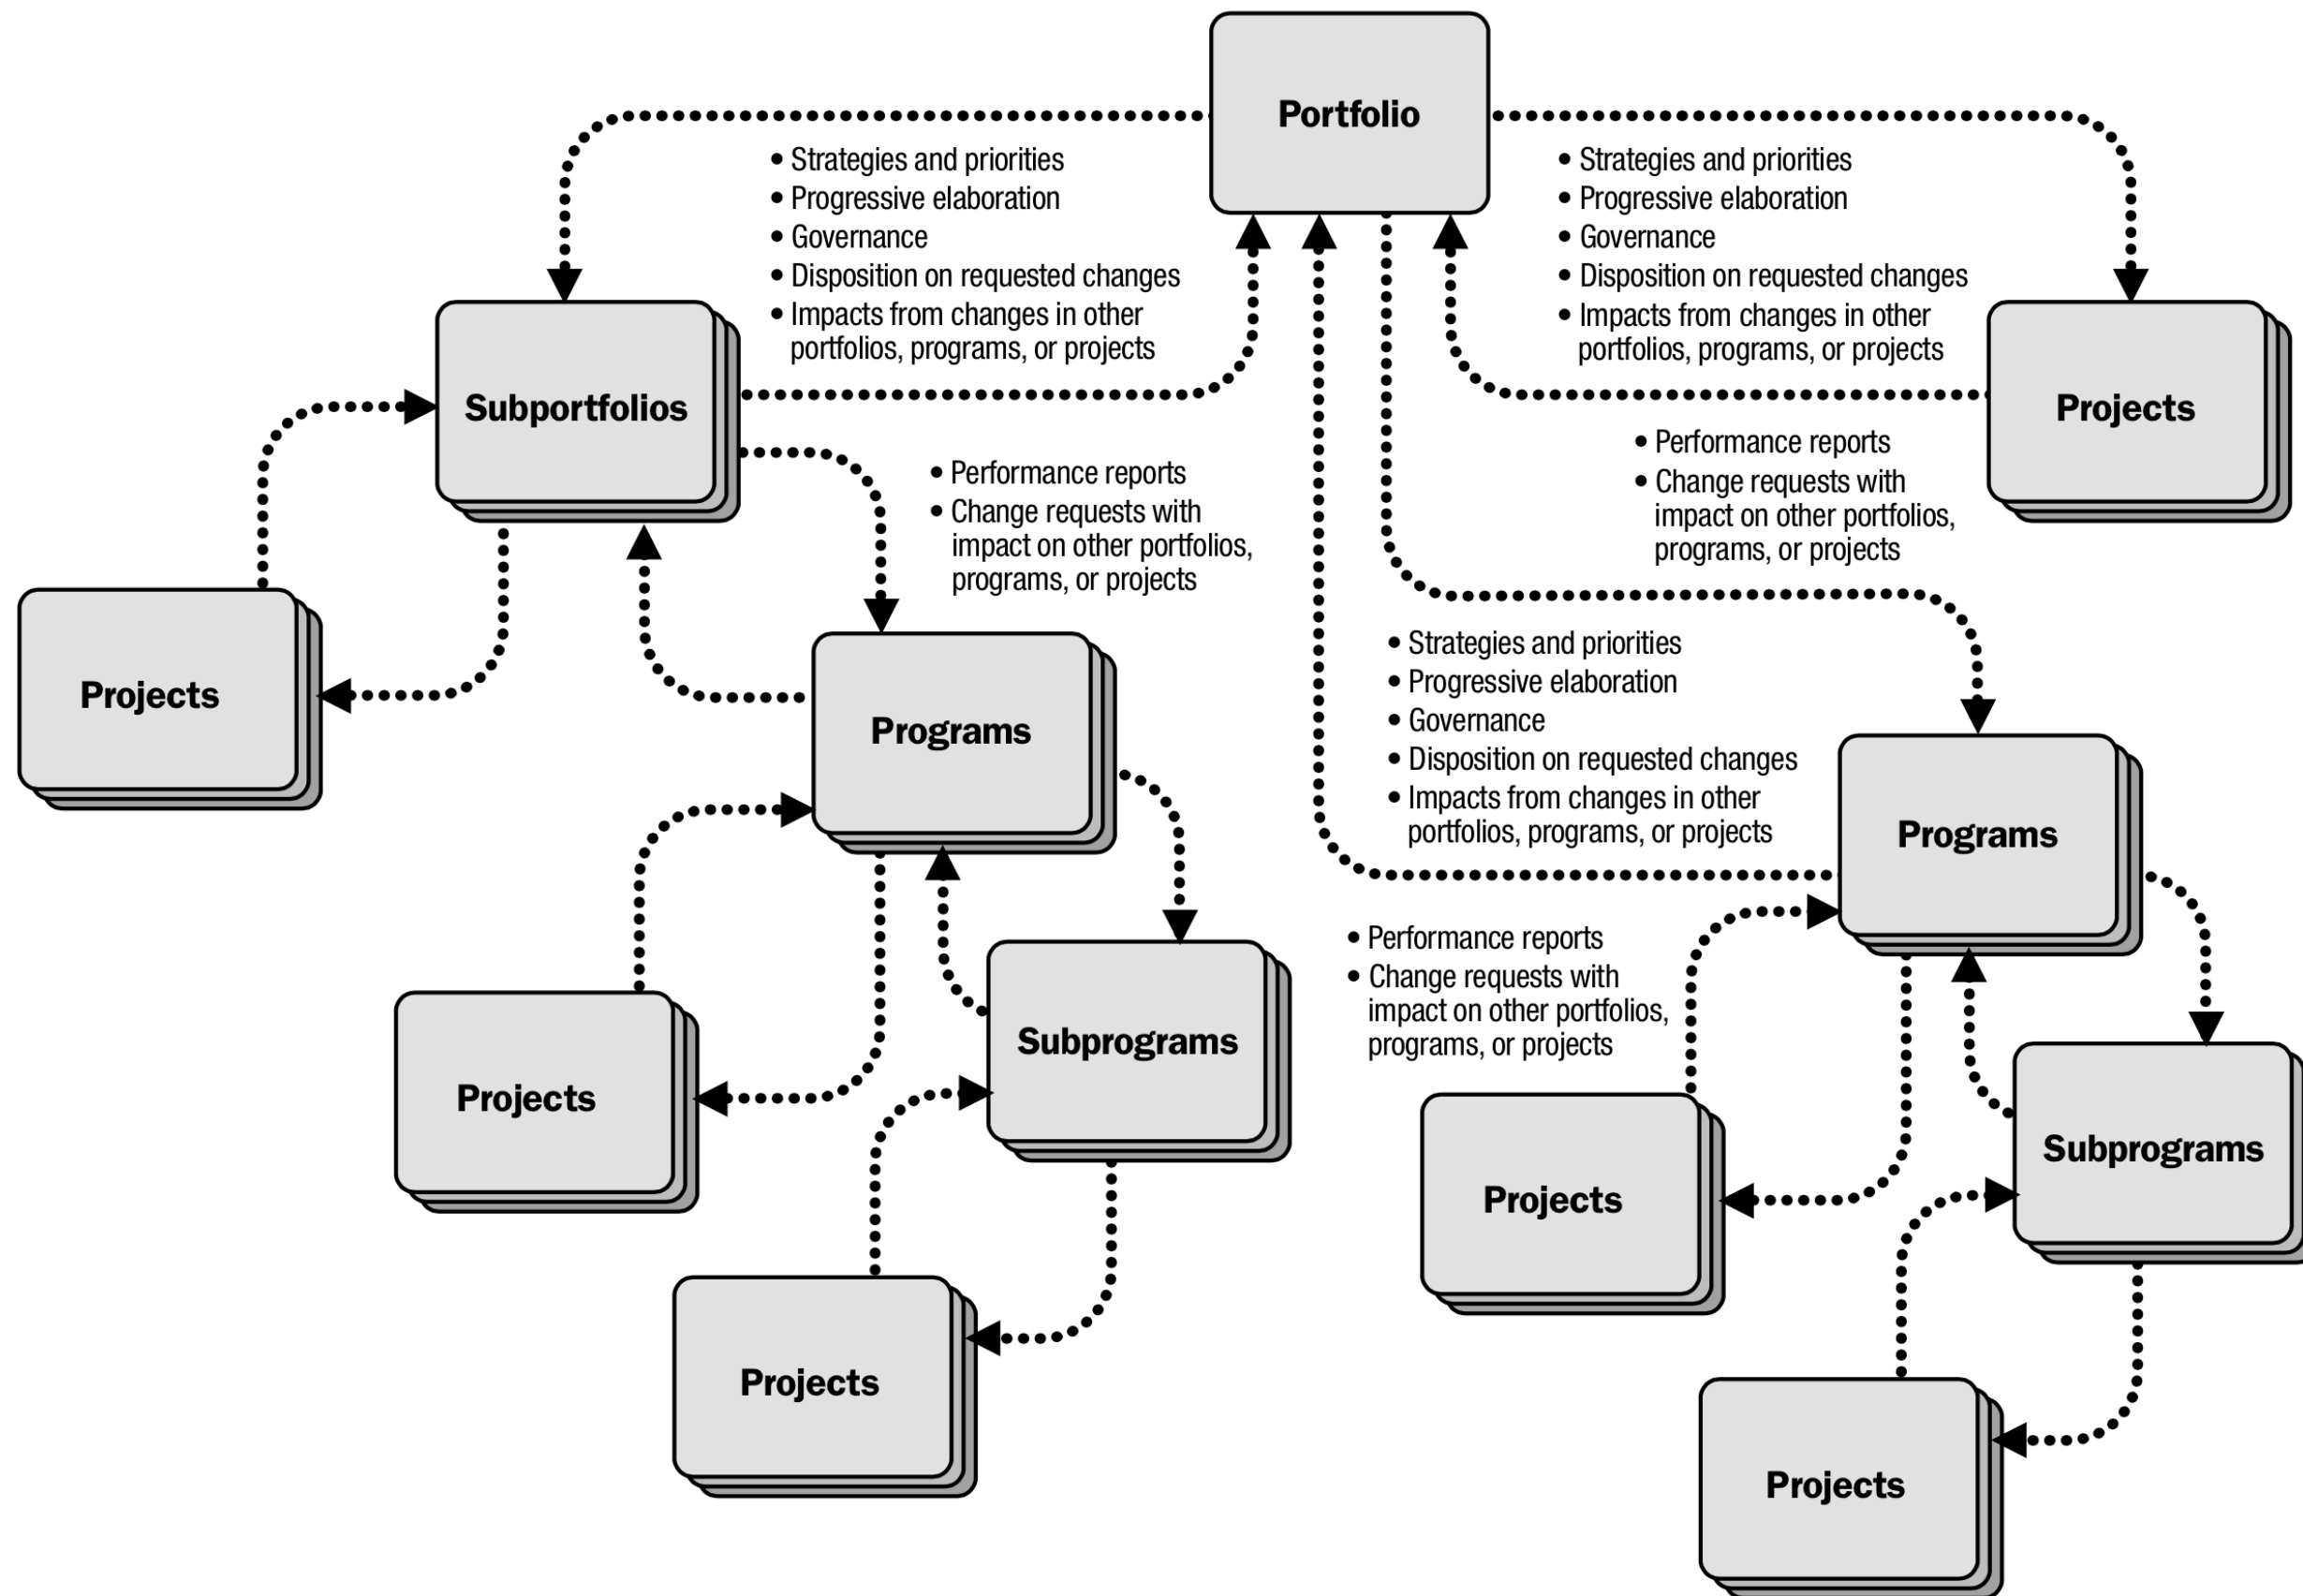 Portfolio
• Strategies and priorities
• Progressive elaboration
• Governance
• Disposition on requested changes
• Impacts from changes in other
portfolios, programs, or projects
• Strategies and priorities
• Progressive elaboration
• Governance
• Disposition on requested changes
• Impacts from changes in other
portfolios, programs, or projects
Subportfolios
Projects
• Performance reports
• Change requests with
impact on other portfolios,
programs, or projects
• Performance reports
• Change requests with
impact on other portfolios,
programs, or projects
Projects
Programs
• Strategies and priorities
• Progressive elaboration
• Governance
• Disposition on requested changes
• Impacts from changes in other
portfolios, programs, or projects
Programs
• Performance reports
• Change requests with
impact on other portfolios,
programs, or projects
Projects
Subprograms
Projects
Subprograms
Projects
Projects